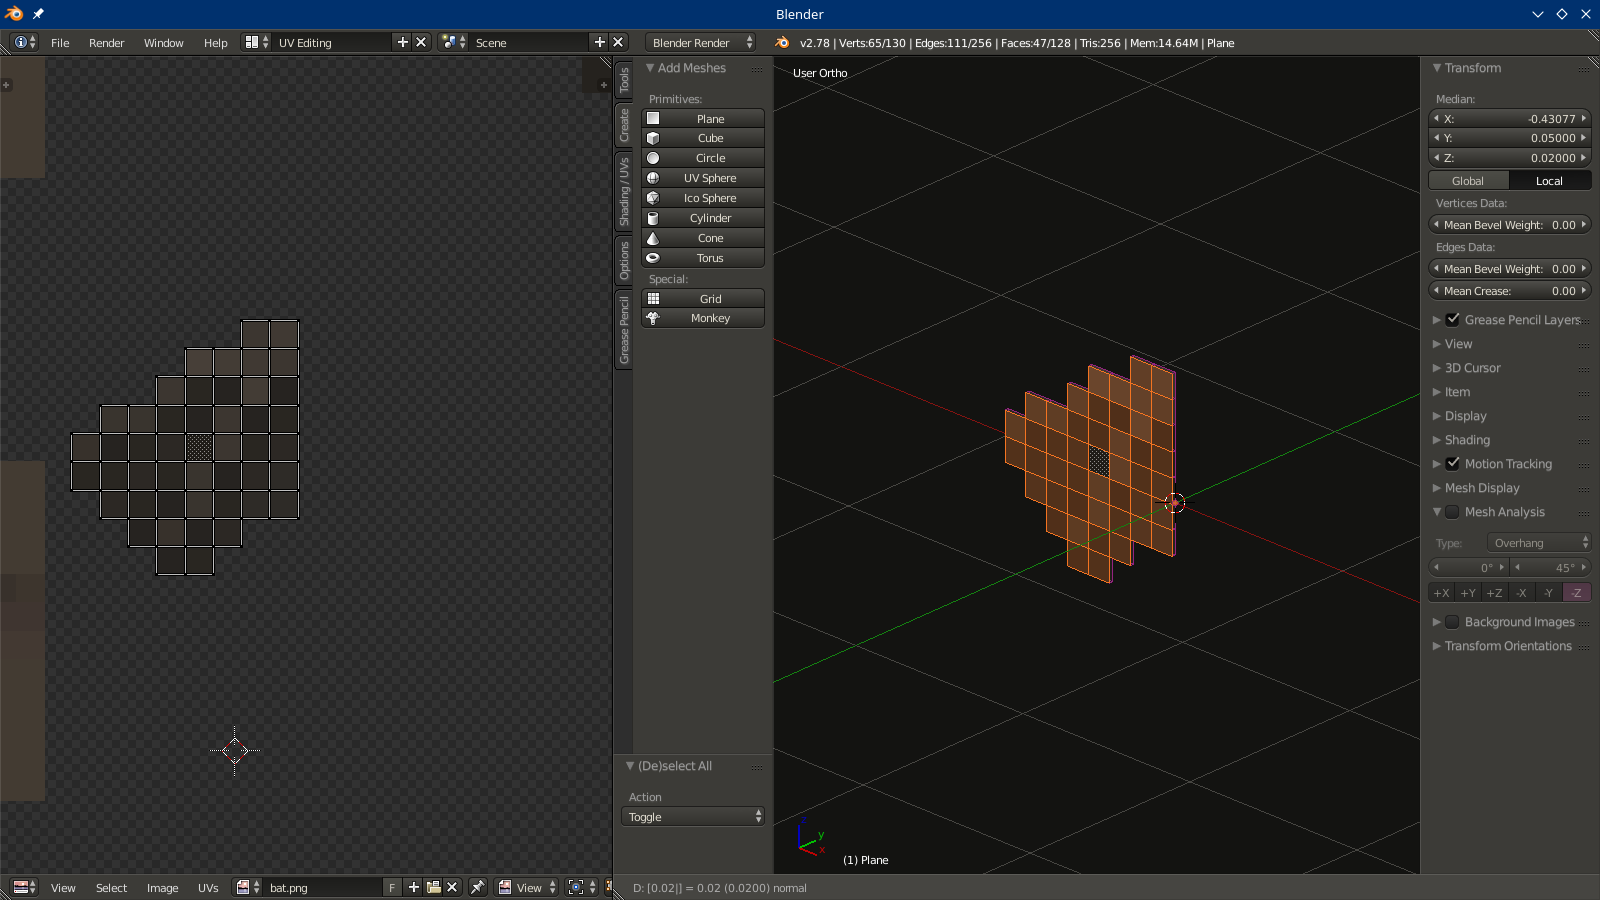 Blender
File Render Window Help UV Editing Scene Blender Render v2.78 | Verts:65/130 | Edges:111/256 | Faces:47/128 | Tris:256 | Mem:14.64M | Plane
Tools
Create
Shading / UVs
Options
Grease Pencil
Add Meshes
Primitives:
Plane
Cube
Circle
UV Sphere
Ico Sphere
Cylinder
Cone
Torus
Special:
Grid
Monkey
(De)select All
Action
Toggle
User Ortho
z
y
x
(1) Plane
Transform
Median:
X: -0.43077
Y: 0.05000
Z: 0.02000
Global Local
Vertices Data:
Mean Bevel Weight: 0.00
Edges Data:
Mean Bevel Weight: 0.00
Mean Crease: 0.00
Grease Pencil Layers
View
3D Cursor
Item
Display
Shading
Motion Tracking
Mesh Display
Mesh Analysis
Type: Overhang
0° 45°
+X +Y +Z -X -Y -Z
Background Images
Transform Orientations
View Select Image UVs bat.png F View
D: [0.02|] = 0.02 (0.0200) normal